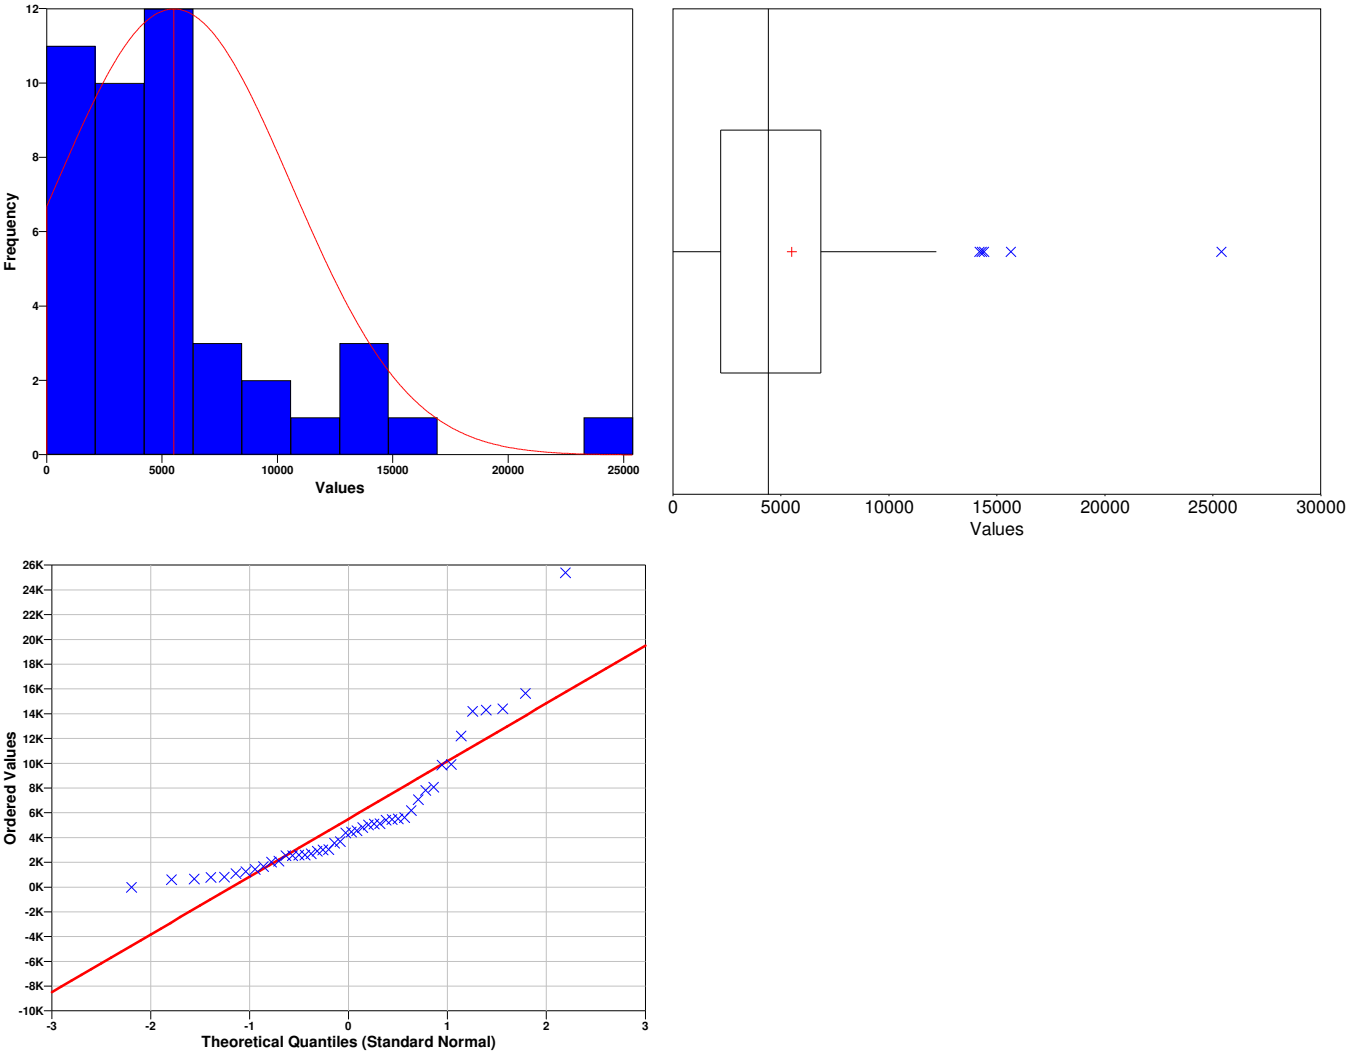 12
10
8
6
4
2
0
Frequency
0 5000 10000 15000 20000 25000
Values
0 5000 10000 15000 20000 25000 30000
Values
26K
24K
22K
20K
18K
16K
14K
12K
10K
8K
6K
4K
2K
0K
-2K
-4K
-6K
-8K
-10K
Ordered Values
-3 -2 -1 0 1 2 3
Theoretical Quantiles (Standard Normal)